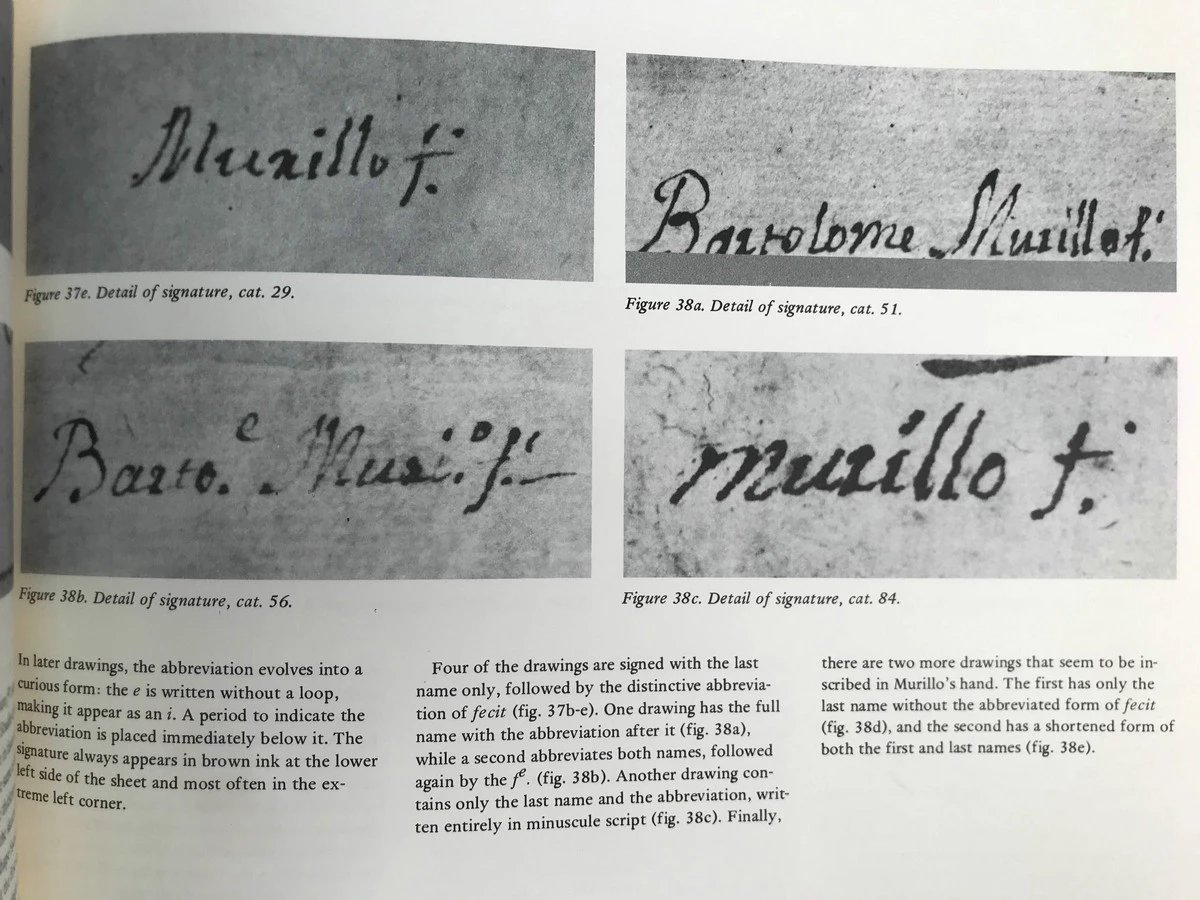 Murillo f.
Figure 37e. Detail of signature, cat. 29.
Bartolome Murillo f.
Figure 38a. Detail of signature, cat. 51.
Barto.e Muri.o f.
Figure 38b. Detail of signature, cat. 56.
murillo f.
Figure 38c. Detail of signature, cat. 84.
In later drawings, the abbreviation evolves into a
curious form: the e is written without a loop,
making it appear as an i. A period to indicate the
abbreviation is placed immediately below it. The
signature always appears in brown ink at the lower
left side of the sheet and most often in the ex-
treme left corner.
Four of the drawings are signed with the last
name only, followed by the distinctive abbrevia-
tion of fecit (fig. 37b-e). One drawing has the full
name with the abbreviation after it (fig. 38a),
while a second abbreviates both names, followed
again by the fe. (fig. 38b). Another drawing con-
tains only the last name and the abbreviation, writ-
ten entirely in minuscule script (fig. 38c). Finally,
there are two more drawings that seem to be in-
scribed in Murillo's hand. The first has only the
last name without the abbreviated form of fecit
(fig. 38d), and the second has a shortened form of
both the first and last names (fig. 38e).